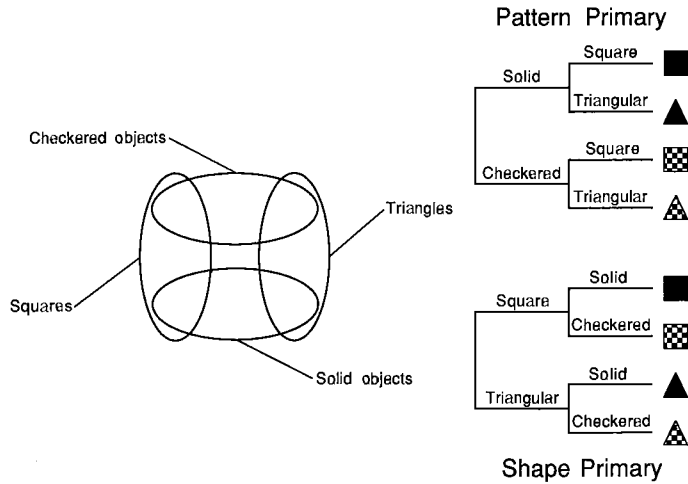 Pattern Primary
Square
Solid
Triangular
Square
Checkered
Triangular
Checkered objects
Triangles
Squares
Solid objects
Solid
Square
Checkered
Solid
Triangular
Checkered
Shape Primary